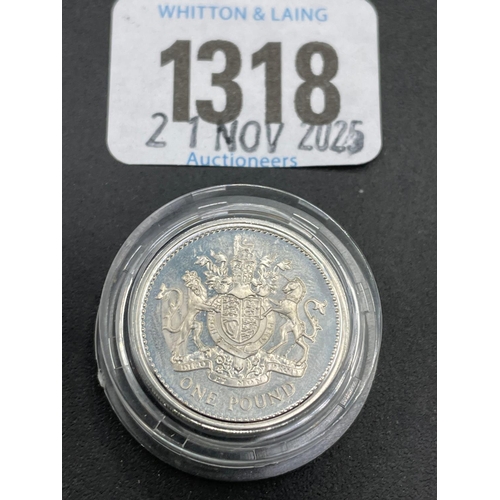 WHITTON & LAING
1318
21 NOV 2025
Auctioneers
ONE POUND